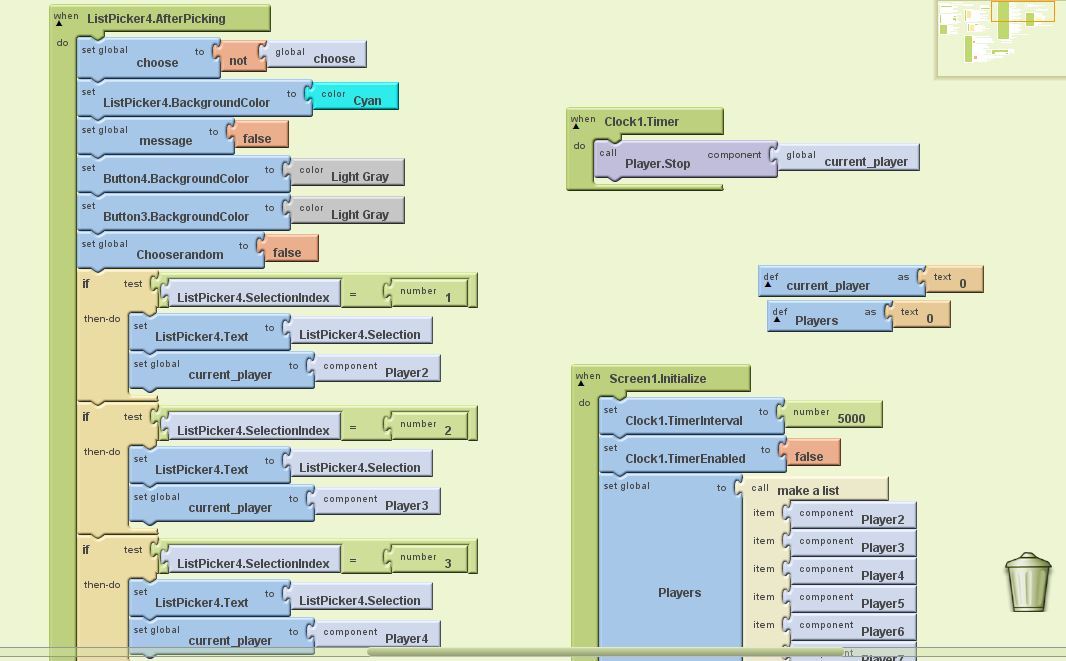 when ListPicker4.AfterPicking
do
set global choose to not global choose
set ListPicker4.BackgroundColor to color Cyan
set global message to false
set Button4.BackgroundColor to color Light Gray
set Button3.BackgroundColor to color Light Gray
set global Chooserandom to false
if test ListPicker4.SelectionIndex = number 1
then-do set ListPicker4.Text to ListPicker4.Selection
set global current_player to component Player2
if test ListPicker4.SelectionIndex = number 2
then-do set ListPicker4.Text to ListPicker4.Selection
set global current_player to component Player3
if test ListPicker4.SelectionIndex = number 3
then-do set ListPicker4.Text to ListPicker4.Selection
set global current_player to component Player4
when Clock1.Timer
do call Player.Stop component global current_player
def current_player as text 0
def Players as text 0
when Screen1.Initialize
do set Clock1.TimerInterval to number 5000
set Clock1.TimerEnabled to false
set global Players to call make a list
item component Player2
item component Player3
item component Player4
item component Player5
item component Player6
item component Player7